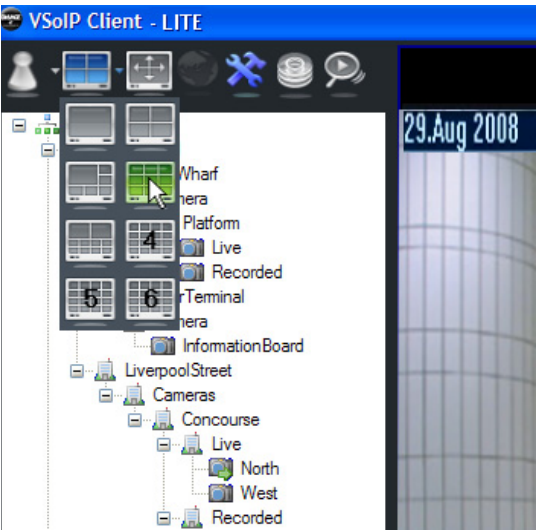 VSoIP Client - LITE
29.Aug 2008
Wharf
nera
4
Platform
Live
Recorded
5
6
rTerminal
nera
InformationBoard
LiverpoolStreet
Cameras
Concourse
Live
North
West
Recorded